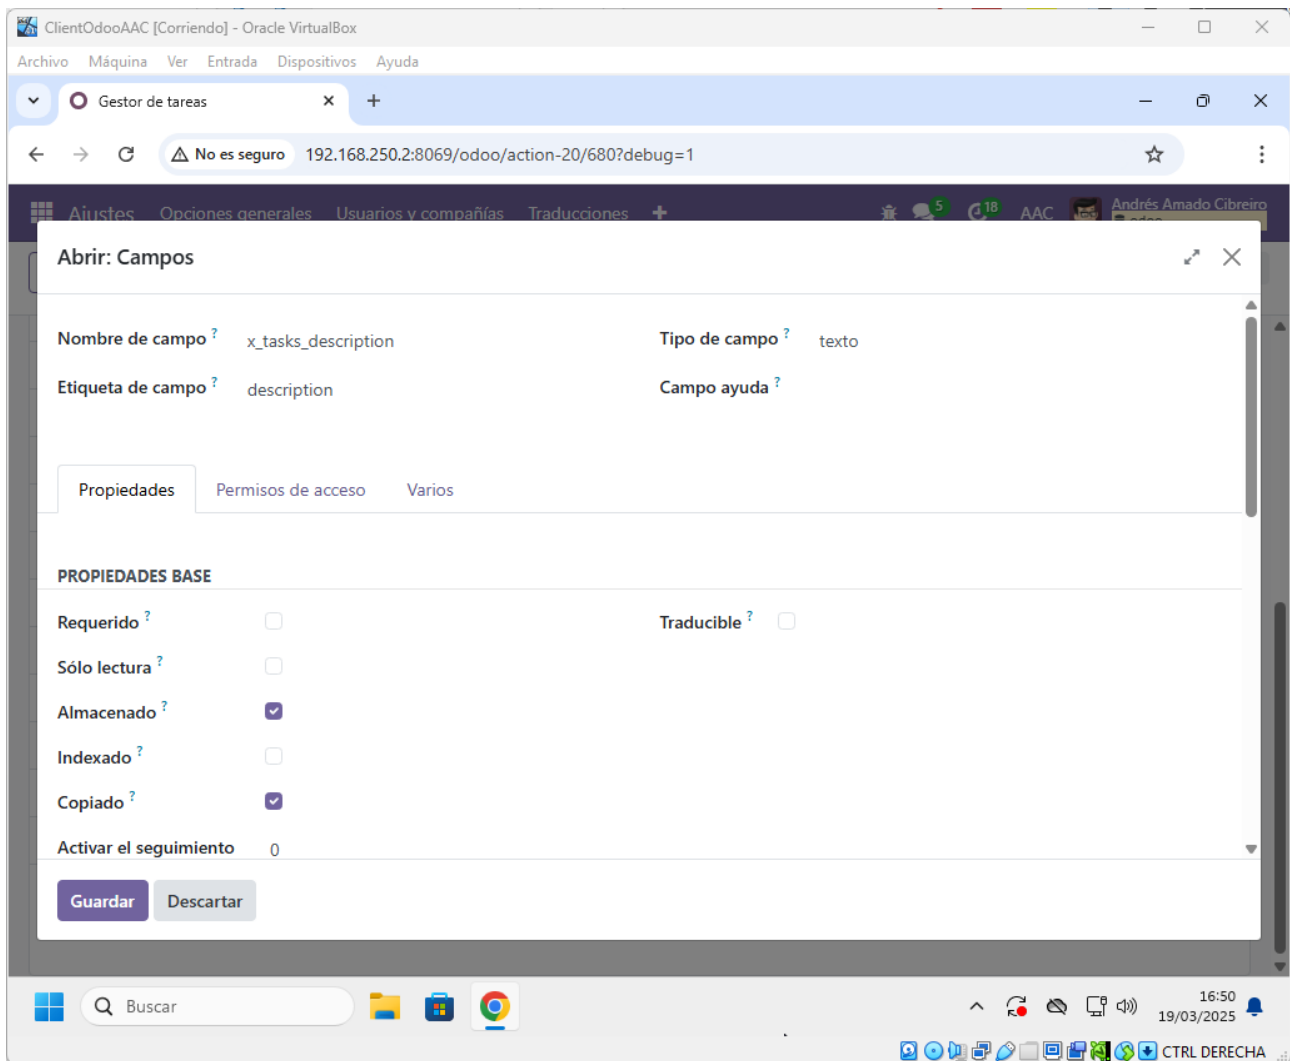 ClientOdooAAC [Corriendo] - Oracle VirtualBox
Archivo Máquina Ver Entrada Dispositivos Ayuda
Gestor de tareas
No es seguro 192.168.250.2:8069/odoo/action-20/680?debug=1
Ajustes Opciones generales Usuarios y compañías Traducciones 5 18 AAC Andrés Amado Cibreiro
odoo
Abrir: Campos
Nombre de campo ? x_tasks_description Tipo de campo ? texto
Etiqueta de campo ? description Campo ayuda ?
Propiedades Permisos de acceso Varios
PROPIEDADES BASE
Requerido ? Traducible ?
Sólo lectura ?
Almacenado ?
Indexado ?
Copiado ?
Activar el seguimiento 0
Guardar Descartar
Buscar 16:50
19/03/2025
CTRL DERECHA